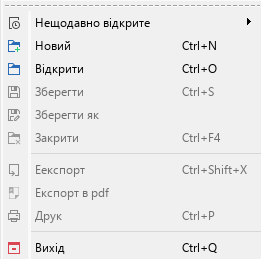 Нещодавно відкрите
Новий Ctrl+N
Відкрити Ctrl+O
Зберегти Ctrl+S
Зберегти як
Закрити Ctrl+F4
Еекспорт Ctrl+Shift+X
Експорт в pdf
Друк Ctrl+P
Вихід Ctrl+Q